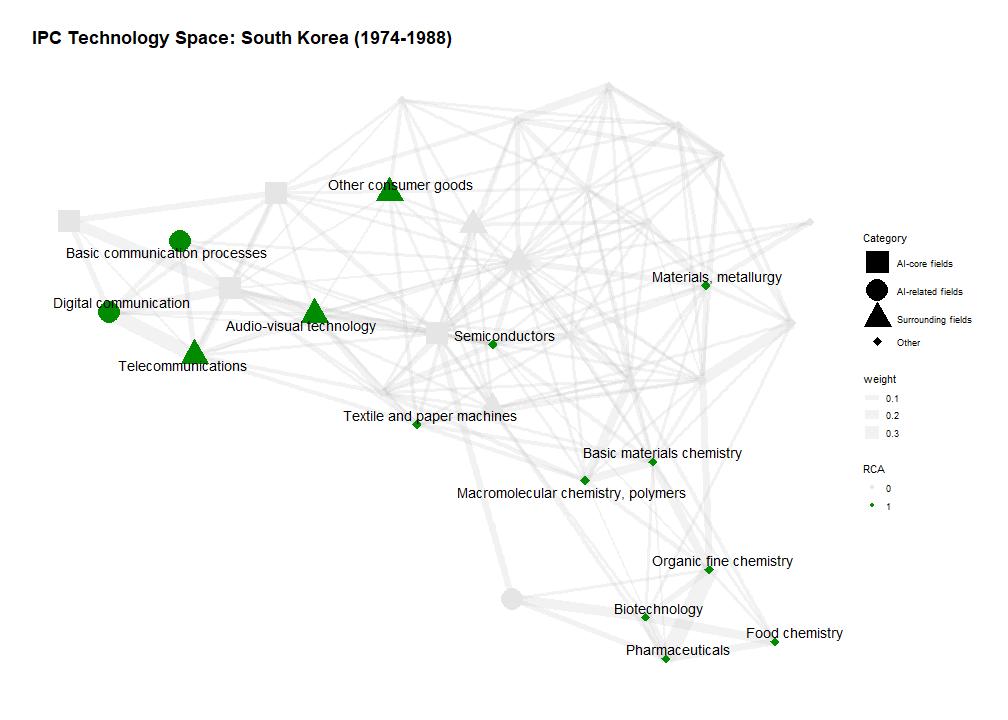 IPC Technology Space: South Korea (1974-1988)
Other consumer goods
Basic communication processes
Materials, metallurgy
Digital communication
Audio-visual technology
Semiconductors
Telecommunications
Textile and paper machines
Basic materials chemistry
Macromolecular chemistry, polymers
Organic fine chemistry
Biotechnology
Food chemistry
Pharmaceuticals
Category
AI-core fields
AI-related fields
Surrounding fields
Other
weight
0.1
0.2
0.3
RCA
0
1